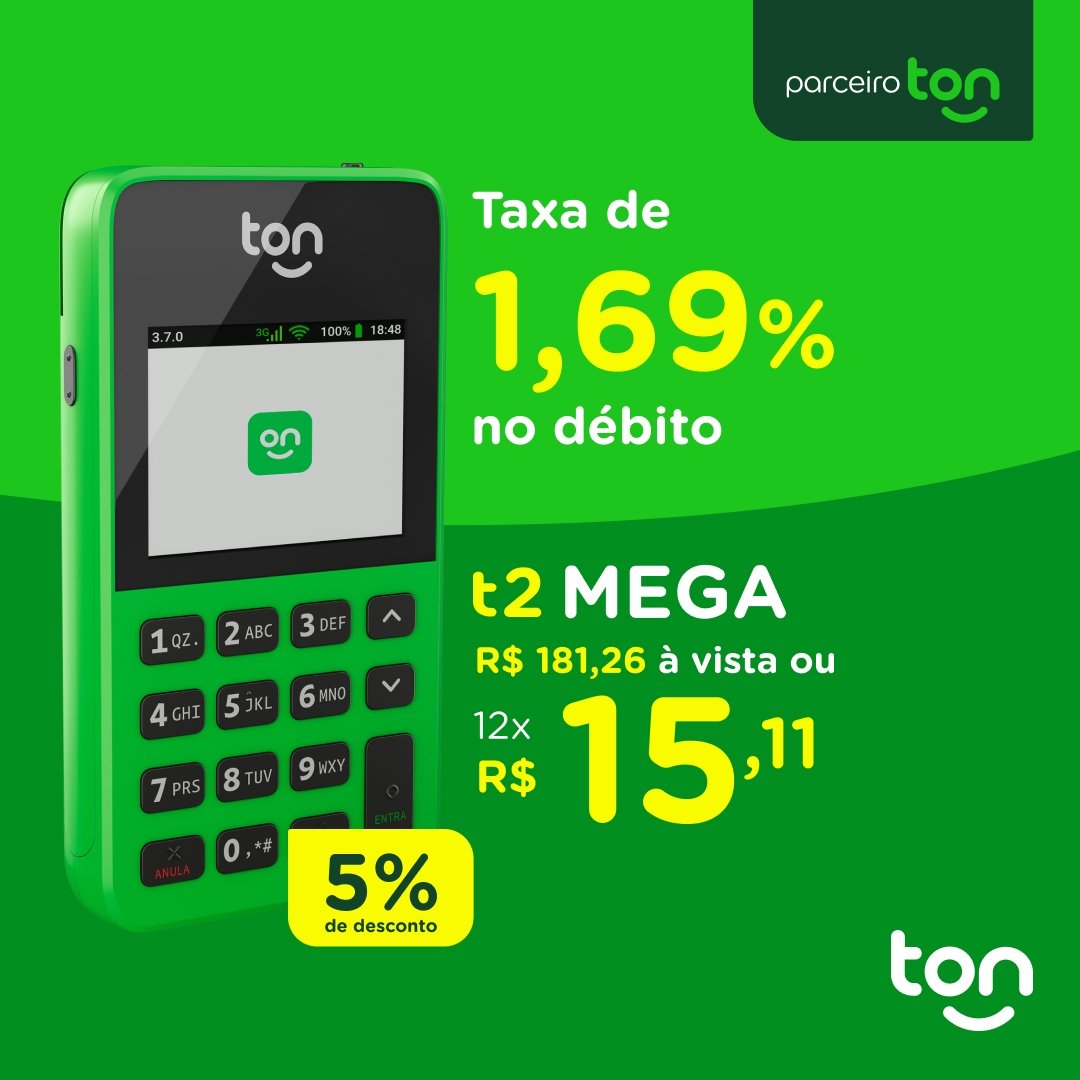 parceiro ton
ton
3.7.0 3G 100% 18:48
on
1 QZ. 2 ABC 3 DEF
4 GHI 5 JKL 6 MNO
7 PRS 8 TUV 9 WXY
ANULA 0 ,*# ENTRA
5%
de desconto
Taxa de
1,69%
no débito
t2 MEGA
R$ 181,26 à vista ou
12x
R$ 15,11
ton